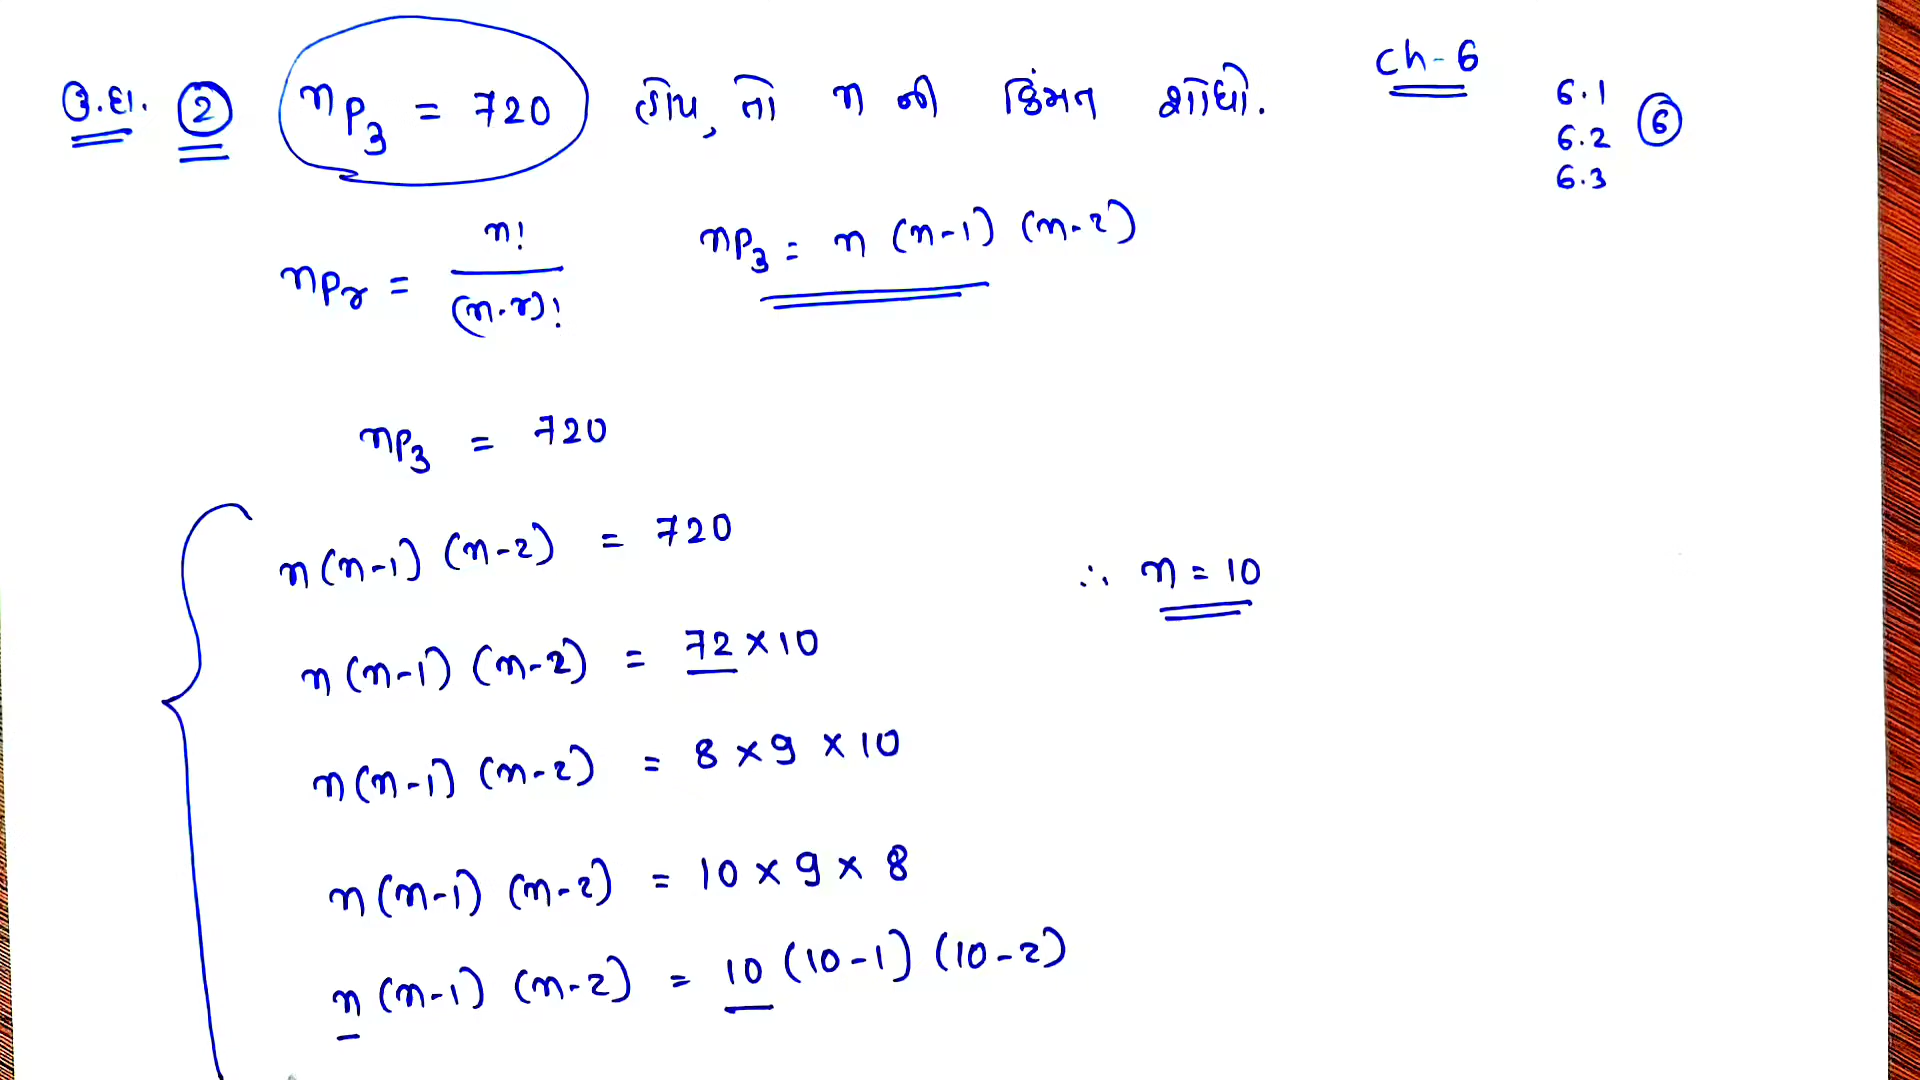 ઉ.દા. ② nP₃ = 720 હોય, તો n ની કિંમત શોધો.
Ch-6
6.1
6.2 ⑥
6.3
nPr = n! / (n-r)!
nP₃ = n (n-1) (n-2)
nP₃ = 720
n(n-1) (n-2) = 720
∴ n = 10
n(n-1) (n-2) = 72 × 10
n(n-1) (n-2) = 8 × 9 × 10
n(n-1) (n-2) = 10 × 9 × 8
n(n-1) (n-2) = 10 (10-1) (10-2)